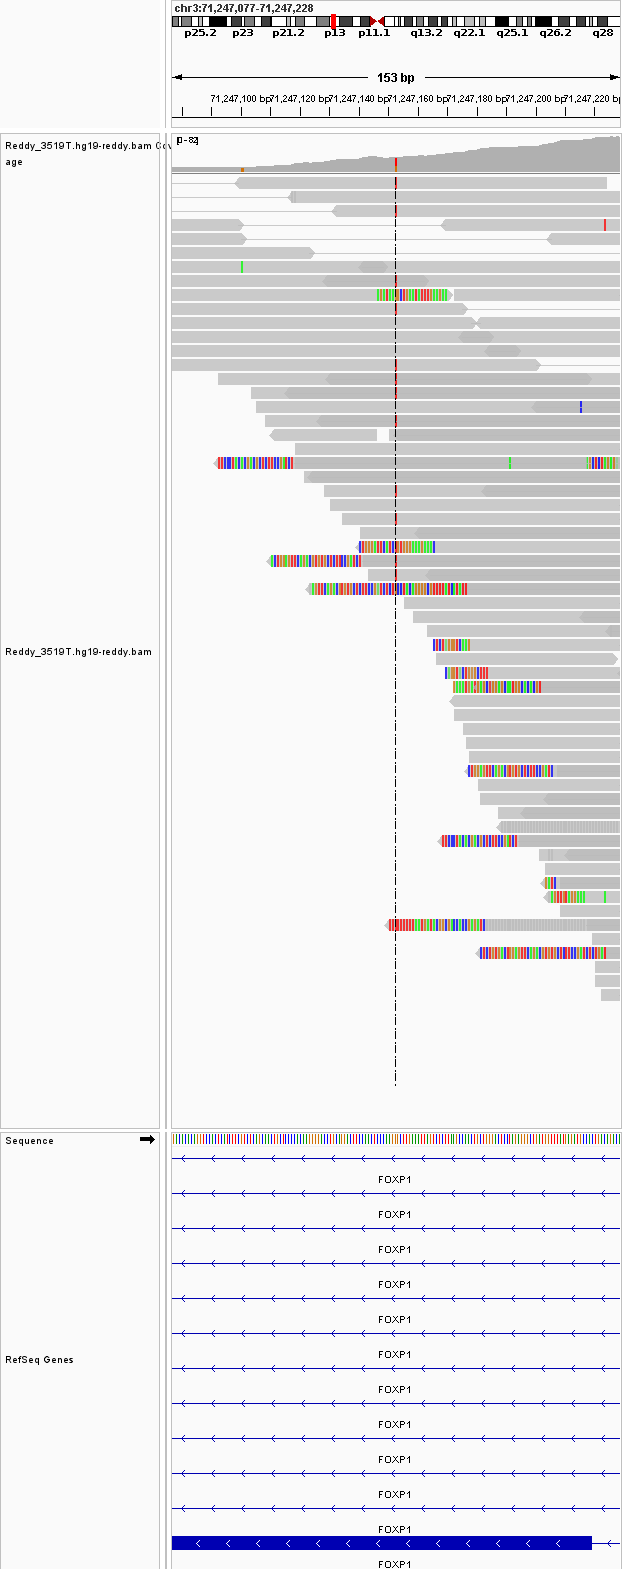 chr3:71,247,077-71,247,228
p25.2 p23 p21.2 p13 p11.1 q13.2 q22.1 q25.1 q26.2 q28
153 bp
71,247,100 bp 71,247,120 bp 71,247,140 bp 71,247,160 bp 71,247,180 bp 71,247,200 bp 71,247,220 bp
Reddy_3519T.hg19-reddy.bam Cov
age
[0-82]
Reddy_3519T.hg19-reddy.bam
Sequence
FOXP1
FOXP1
FOXP1
FOXP1
FOXP1
FOXP1
RefSeq Genes
FOXP1
FOXP1
FOXP1
FOXP1
FOXP1
FOXP1